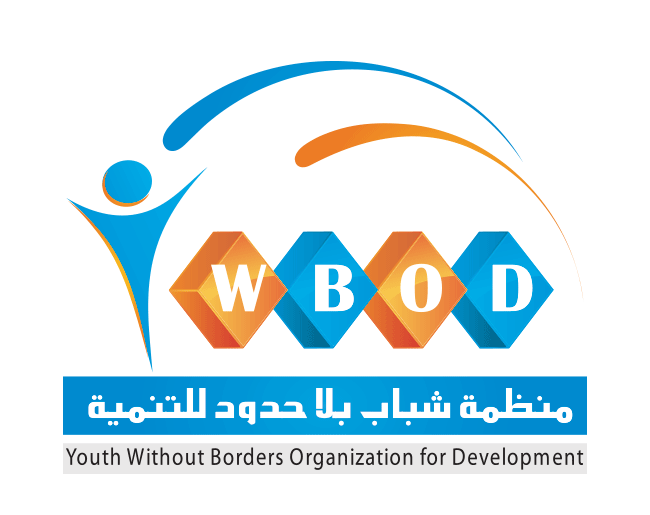 WBOD
منظمة شباب بلا حدود للتنمية
Youth Without Borders Organization for Development